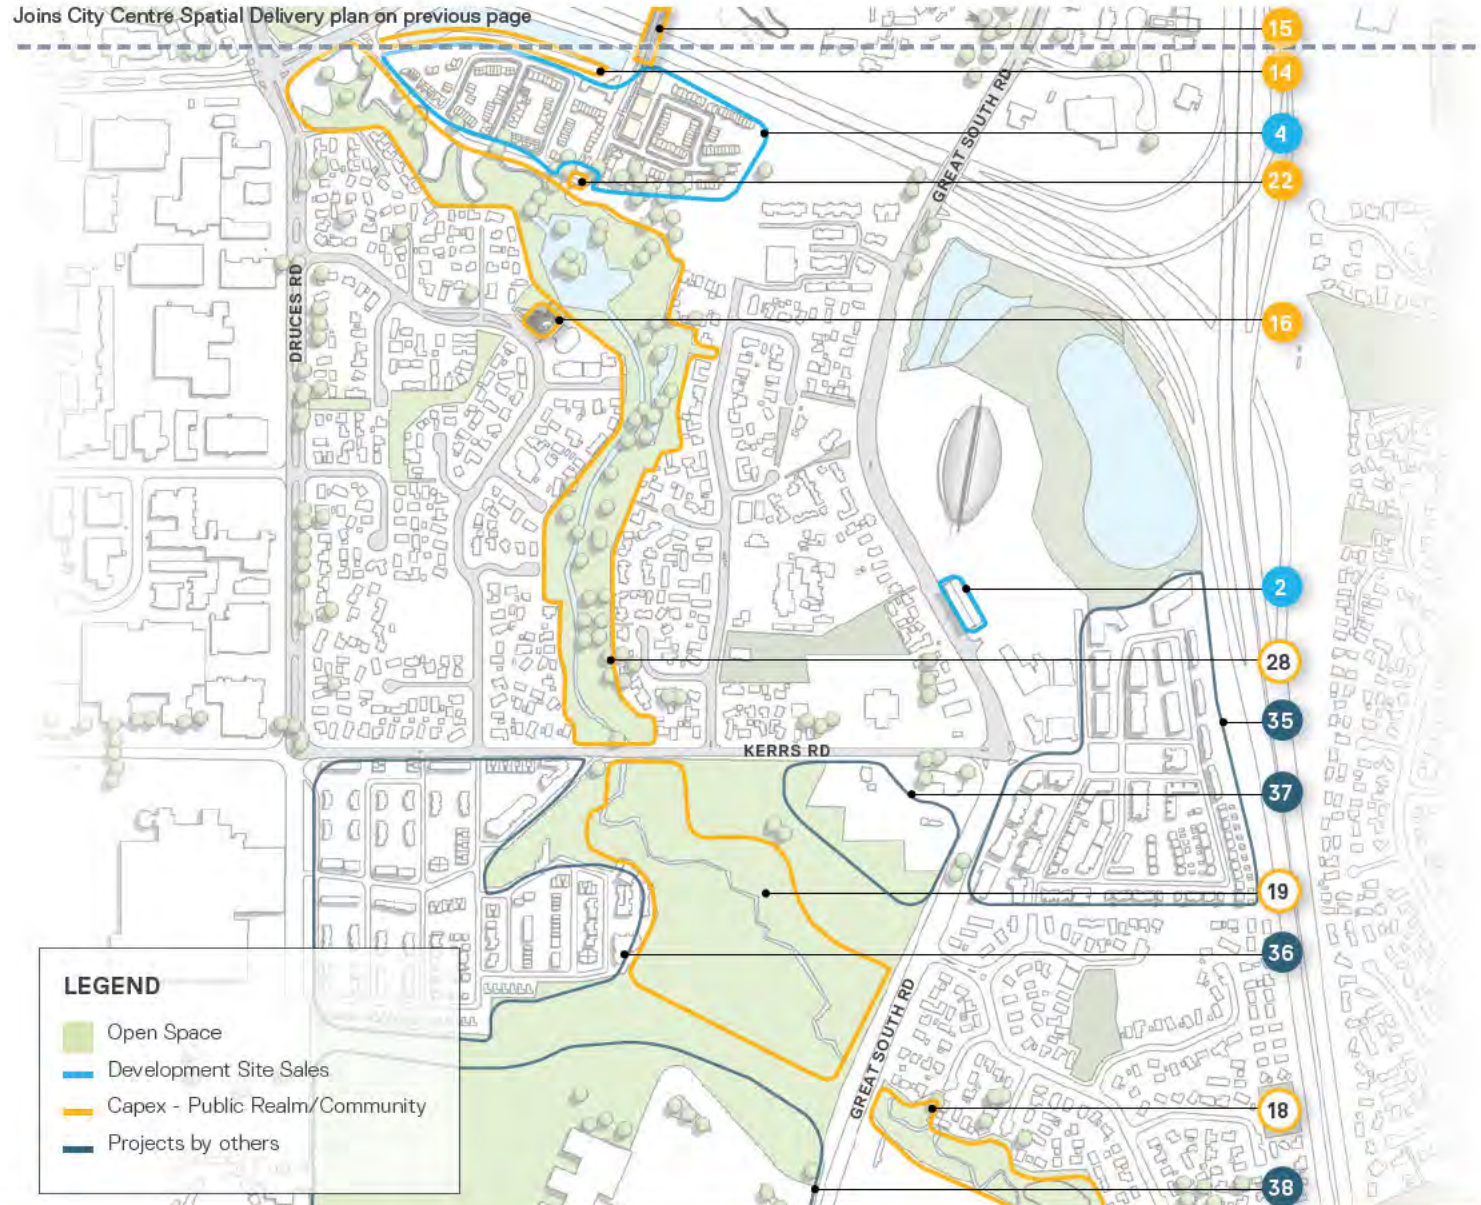 Joins City Centre Spatial Delivery plan on previous page
15
14
4
22
GREAT SOUTH RD
DRUCES RD
16
2
28
35
KERRS RD
37
19
36
LEGEND
Open Space
Development Site Sales
Capex - Public Realm/Community
Projects by others
GREAT SOUTH RD
18
38